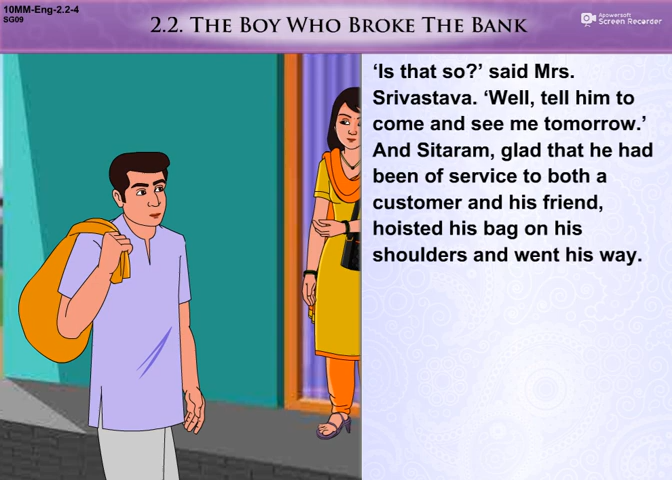 10MM-Eng-2.2-4
SG09
2.2. The Boy Who Broke The Bank
Apowersoft
Screen Recorder
‘Is that so?’ said Mrs.
Srivastava. ‘Well, tell him to
come and see me tomorrow.’
And Sitaram, glad that he had
been of service to both a
customer and his friend,
hoisted his bag on his
shoulders and went his way.